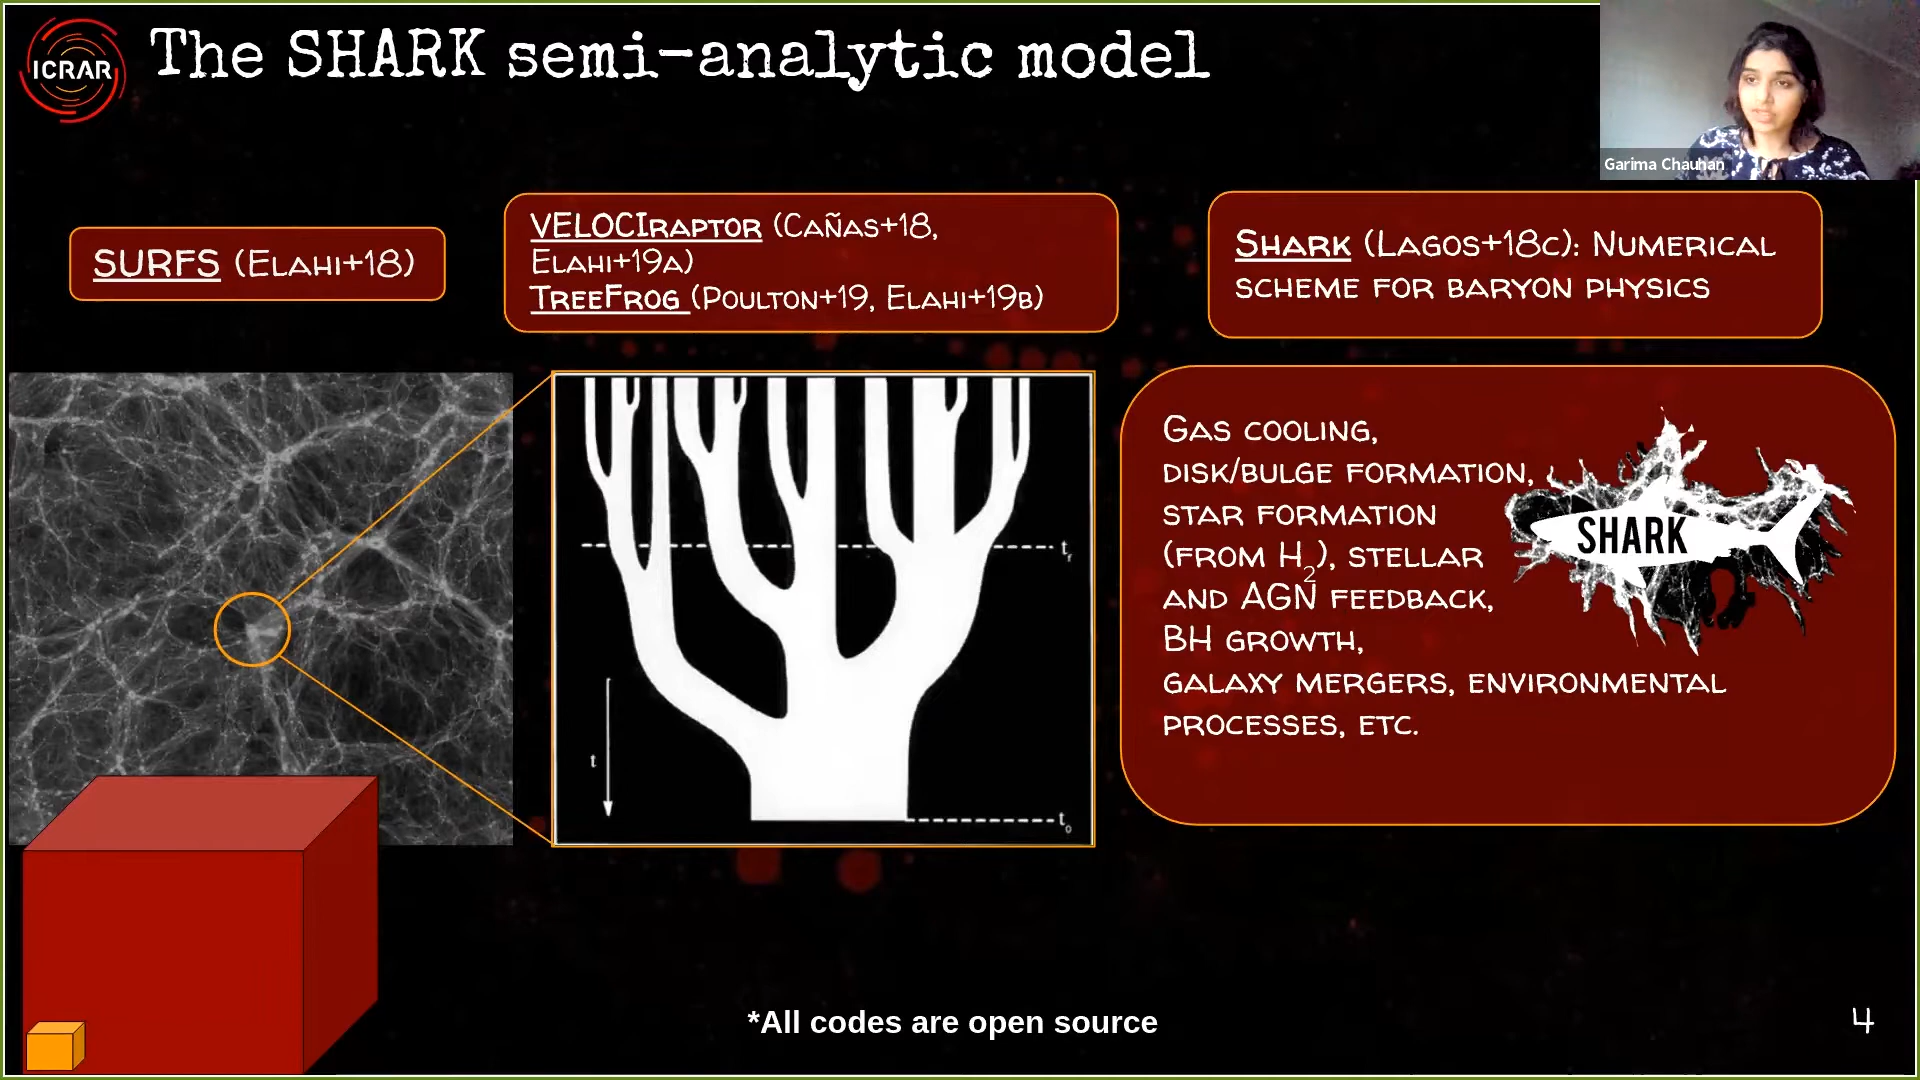 ICRAR
The SHARK semi-analytic model
Garima Chauhan
SURFS (Elahi+18)
VELOCIraptor (Cañas+18,
Elahi+19a)
TreeFrog (Poulton+19, Elahi+19b)
Shark (Lagos+18c): Numerical
scheme for baryon physics
t_r
t
t_0
Gas cooling,
disk/bulge formation,
star formation
(from H2), stellar
and AGN feedback,
BH growth,
galaxy mergers, environmental
processes, etc.
SHARK
*All codes are open source
4